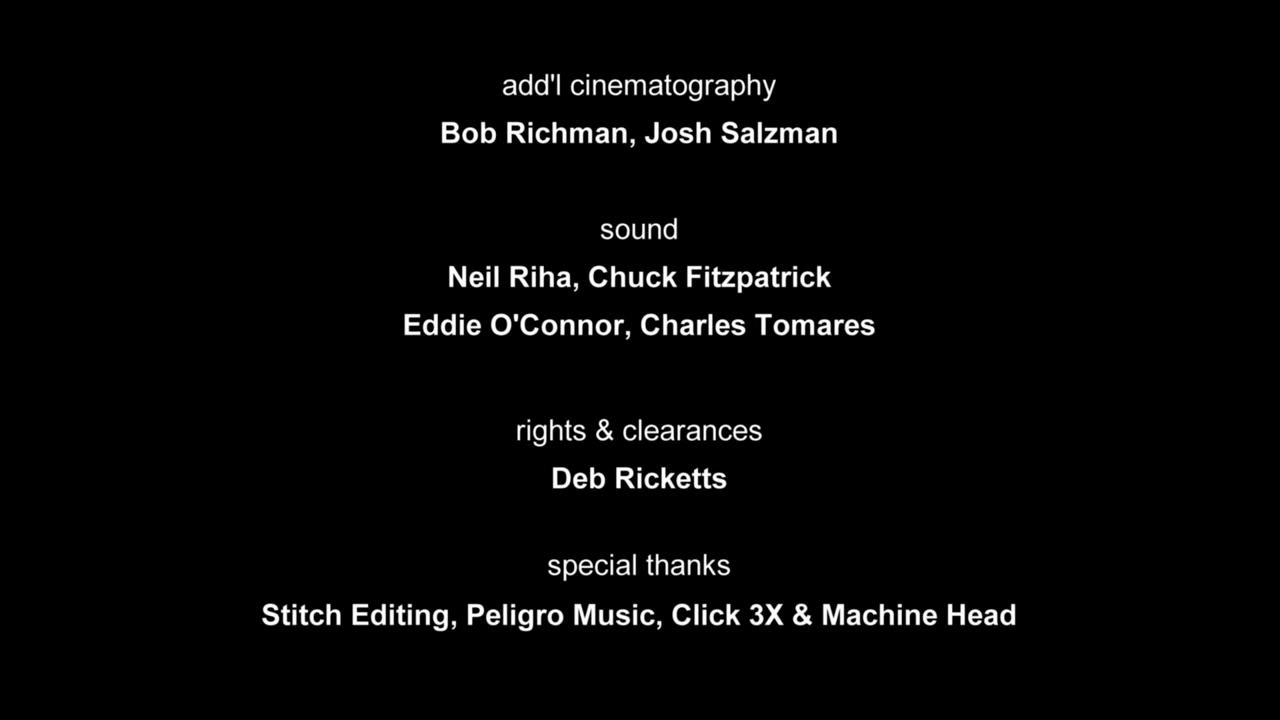 add'l cinematography
Bob Richman, Josh Salzman
sound
Neil Riha, Chuck Fitzpatrick
Eddie O'Connor, Charles Tomares
rights & clearances
Deb Ricketts
special thanks
Stitch Editing, Peligro Music, Click 3X & Machine Head